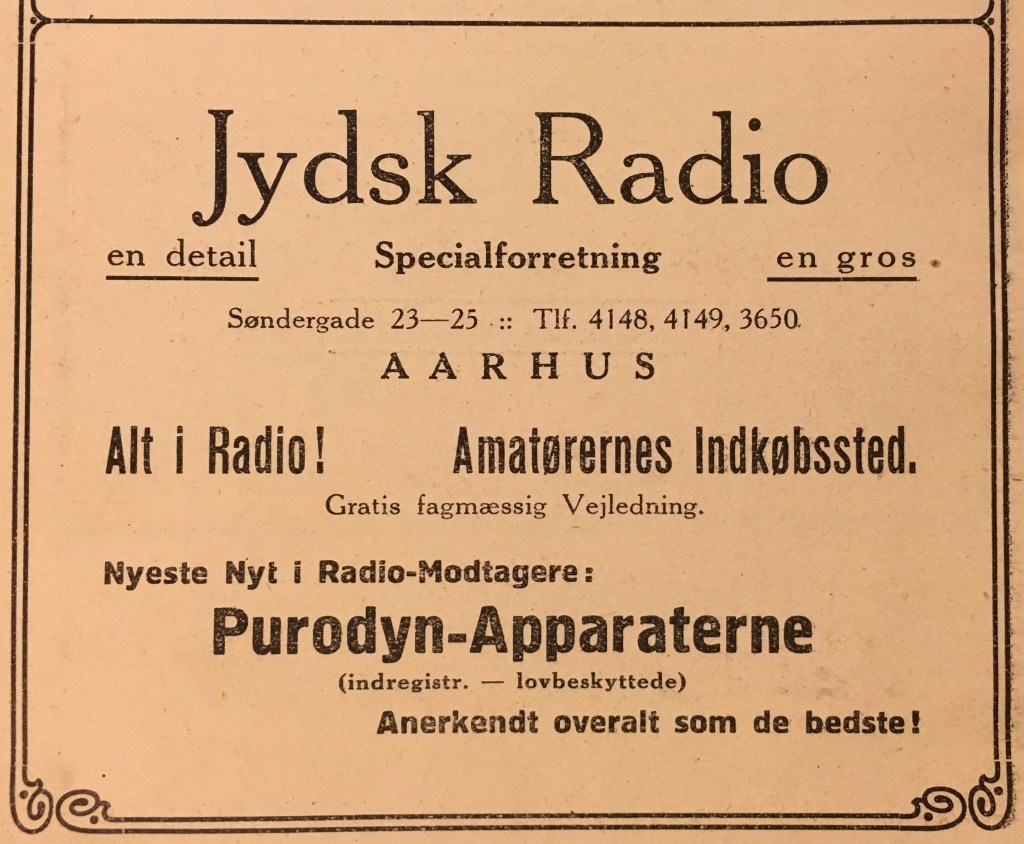 Jydsk Radio
en detail Specialforretning en gros
Søndergade 23—25 :: Tlf. 4148, 4149, 3650.
AARHUS
Alt i Radio! Amatørernes Indkøbssted.
Gratis fagmæssig Vejledning.
Nyeste Nyt i Radio-Modtagere:
Purodyn-Apparaterne
(indregistr. — lovbeskyttede)
Anerkendt overalt som de bedste!